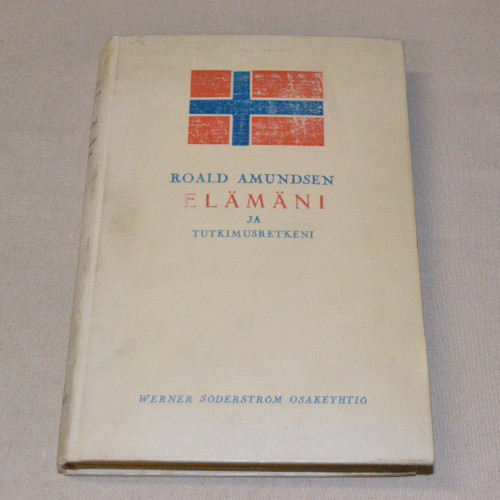 ROALD AMUNDSEN
ELÄMÄNI
JA
TUTKIMUSRETKENI
WERNER SÖDERSTRÖM OSAKEYHTIÖ